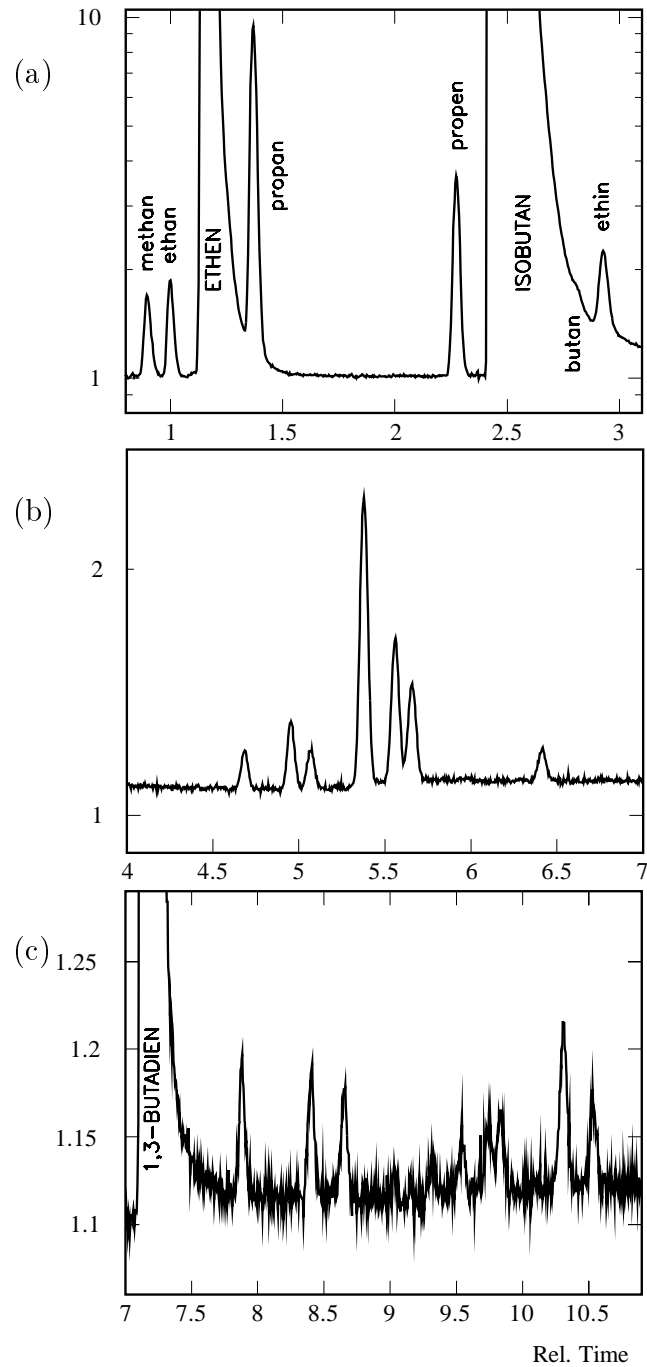 (a)
10
1
methan
ethan
ETHEN
propan
propen
ISOBUTAN
butan
ethin
1 1.5 2 2.5 3
(b)
2
1
4 4.5 5 5.5 6 6.5 7
(c)
1.25
1.2
1.15
1.1
1,3-BUTADIEN
7 7.5 8 8.5 9 9.5 10 10.5
Rel. Time